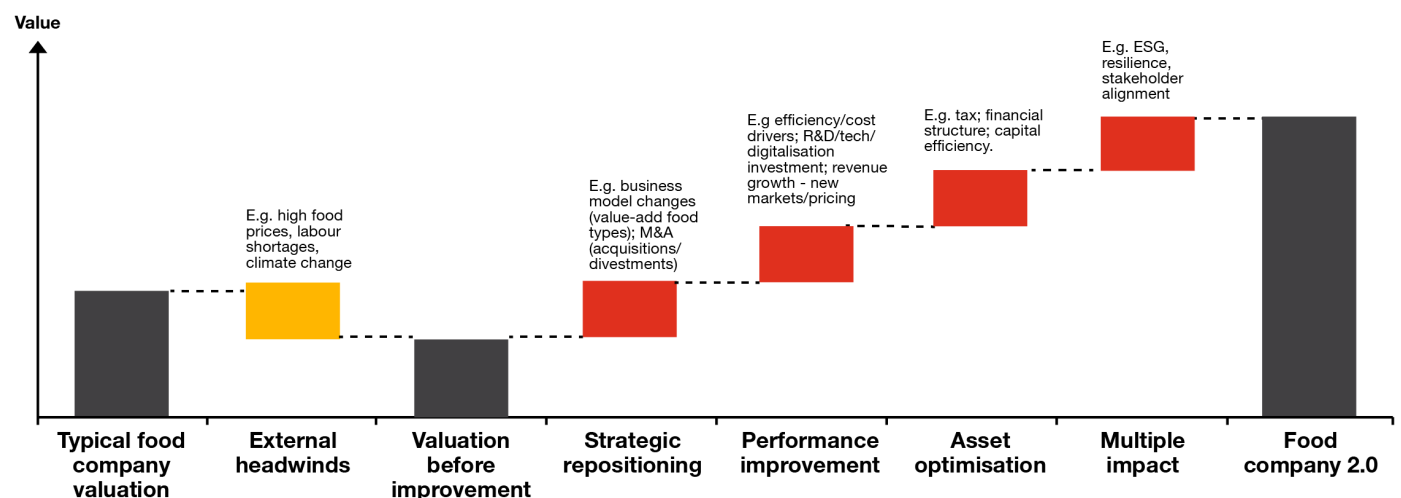 Value
E.g. ESG,
resilience,
stakeholder
alignment
E.g efficiency/cost
drivers; R&D/tech/
digitalisation
investment; revenue
growth - new
markets/pricing
E.g. tax; financial
structure; capital
efficiency.
E.g. business
model changes
(value-add food
types); M&A
(acquisitions/
divestments)
E.g. high food
prices, labour
shortages,
climate change
Typical food
company
valuation
External
headwinds
Valuation
before
improvement
Strategic
repositioning
Performance
improvement
Asset
optimisation
Multiple
impact
Food
company 2.0